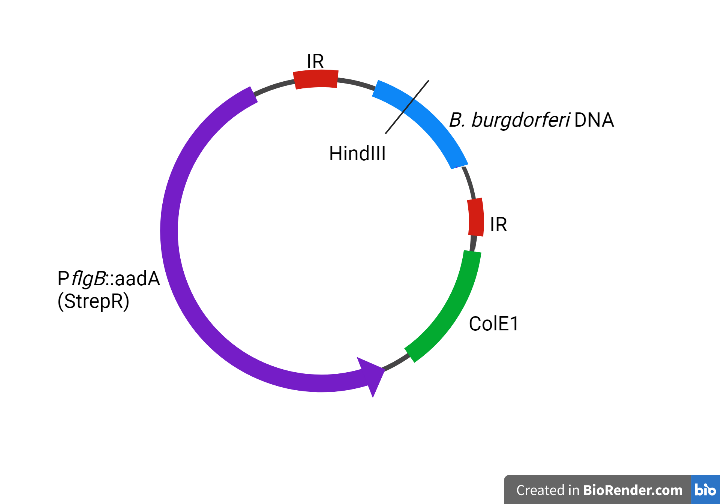 IR
B. burgdorferi DNA
HindIII
IR
PflgB::aadA
(StrepR)
ColE1
Created in BioRender.com bio